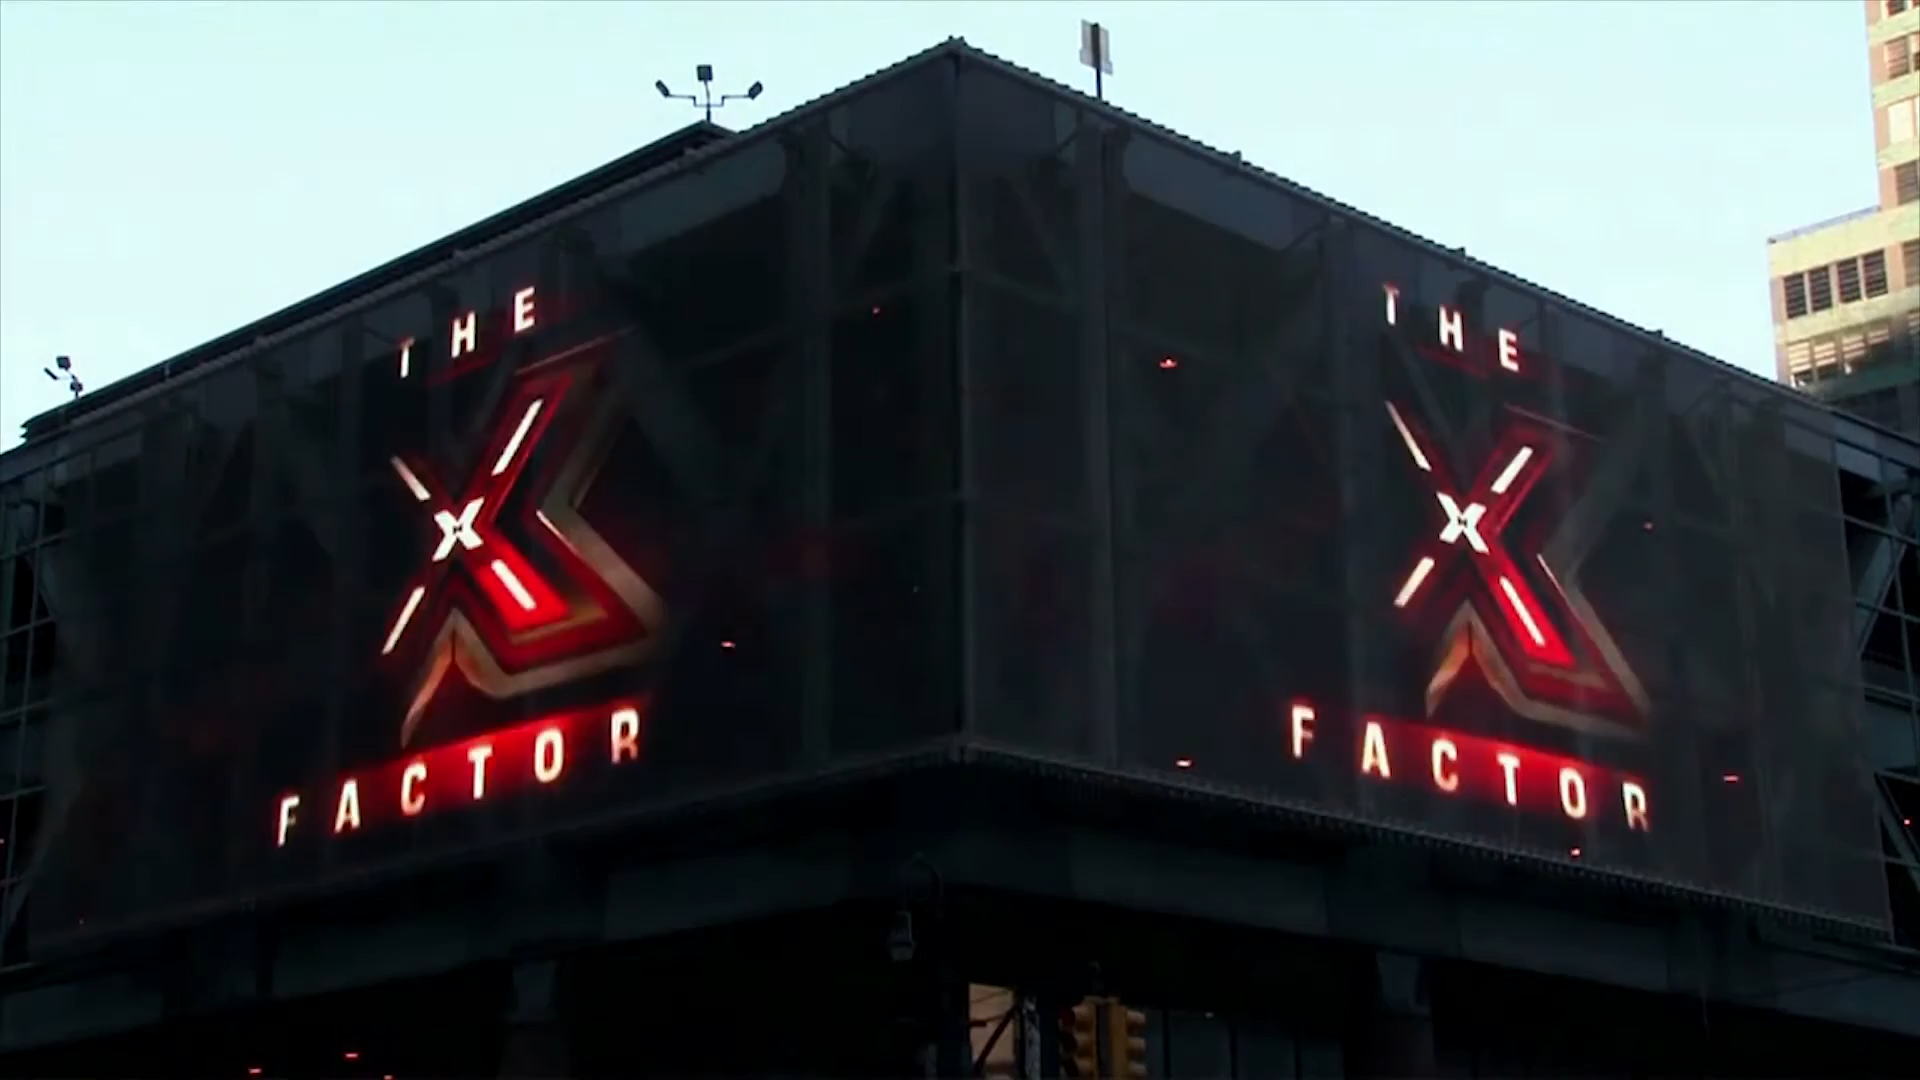 THE
X
FACTOR
THE
X
FACTOR